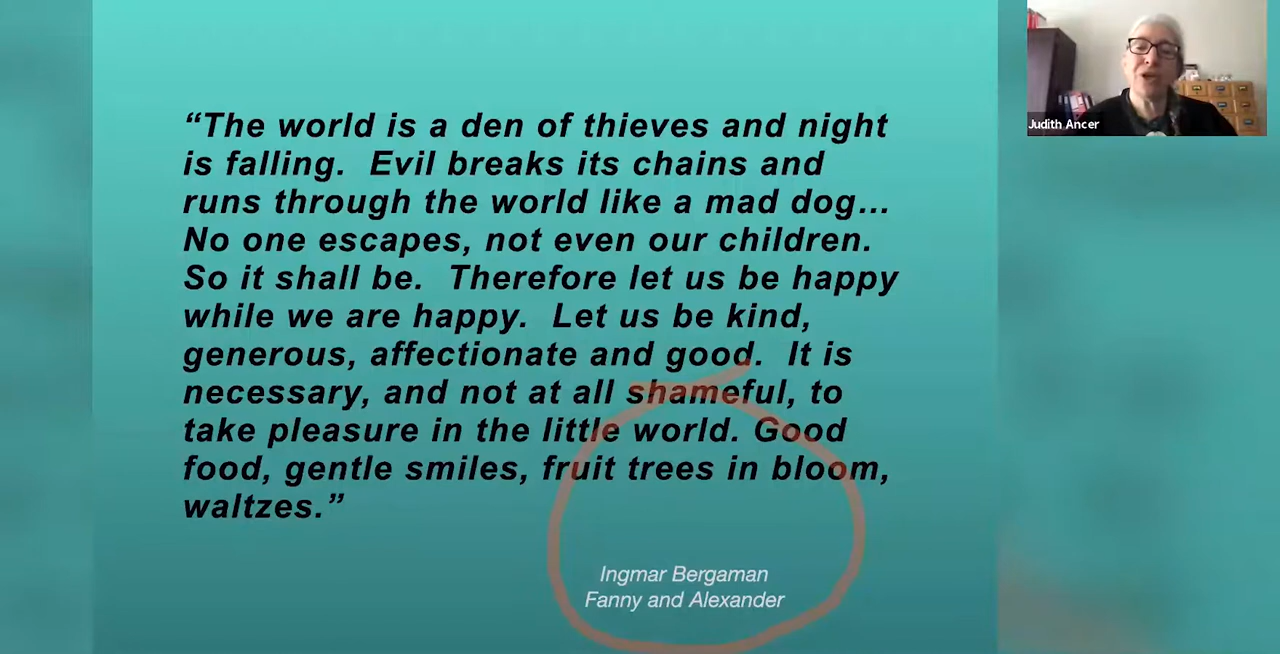 “The world is a den of thieves and night
is falling.  Evil breaks its chains and
runs through the world like a mad dog...
No one escapes, not even our children.
So it shall be.  Therefore let us be happy
while we are happy.  Let us be kind,
generous, affectionate and good.  It is
necessary, and not at all shameful, to
take pleasure in the little world. Good
food, gentle smiles, fruit trees in bloom,
waltzes.”
Ingmar Bergaman
Fanny and Alexander
Judith Ancer